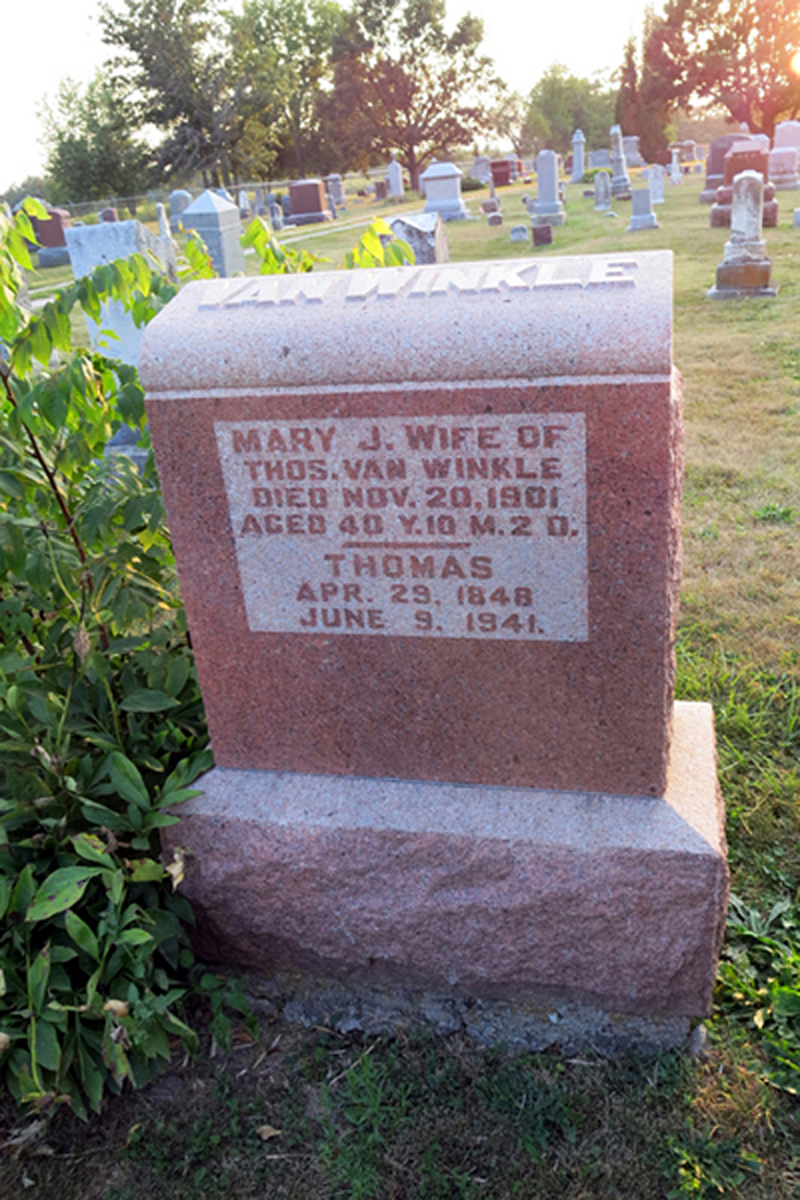 VAN WINKLE
MARY J. WIFE OF
THOS. VAN WINKLE
DIED NOV. 20, 1901
AGED 40 Y. 10 M. 2 D.
THOMAS
APR. 29, 1848
JUNE 9, 1941.